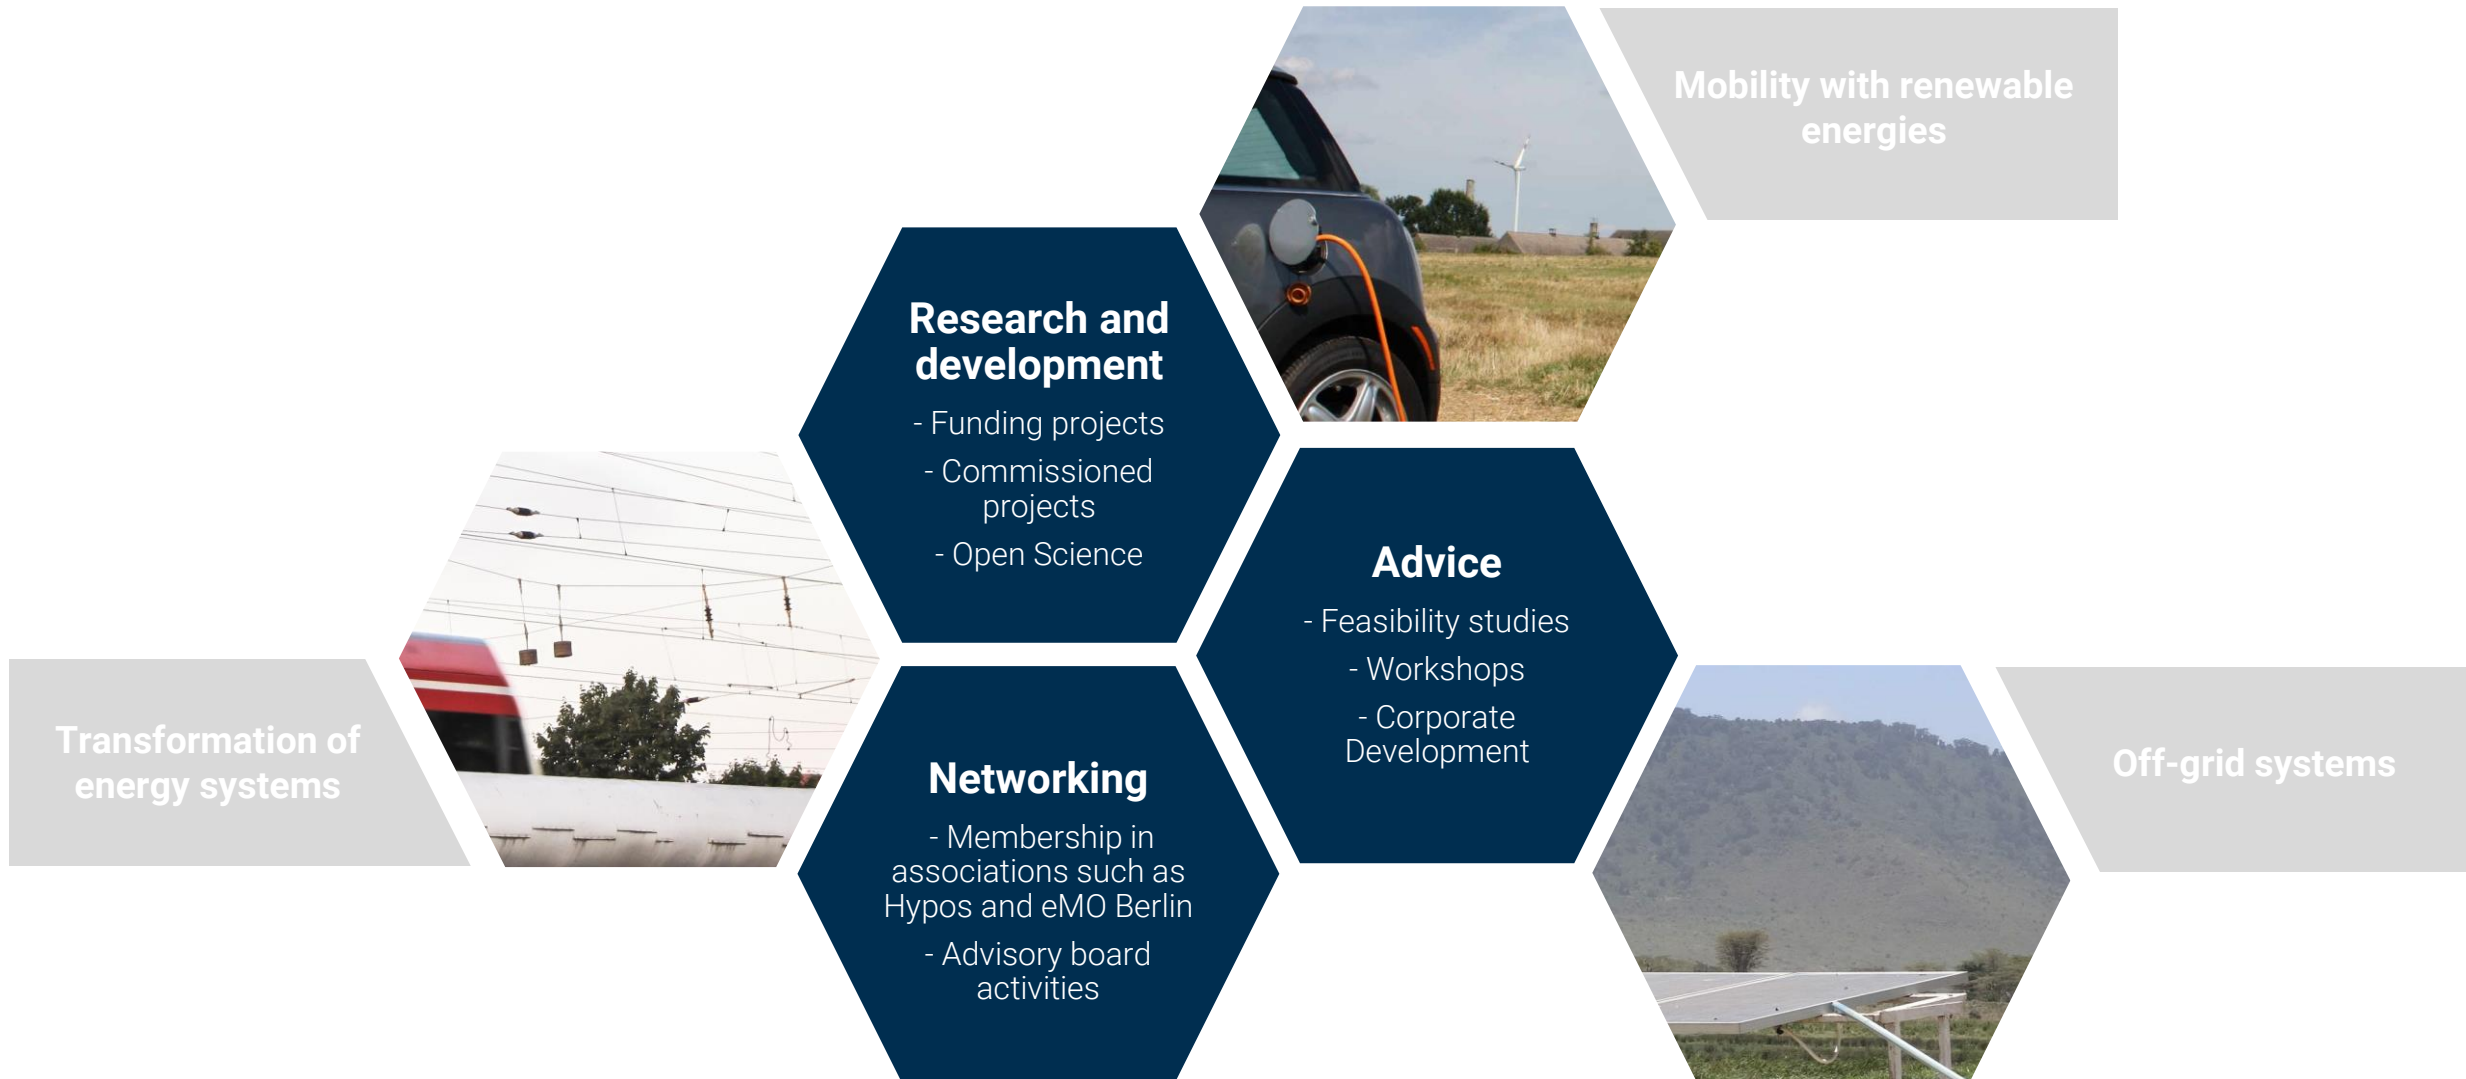 Mobility with renewable
energies
Research and
development
- Funding projects
- Commissioned
projects
- Open Science
Advice
- Feasibility studies
- Workshops
- Corporate
Development
Transformation of
energy systems
Networking
- Membership in
associations such as
Hypos and eMO Berlin
- Advisory board
activities
Off-grid systems